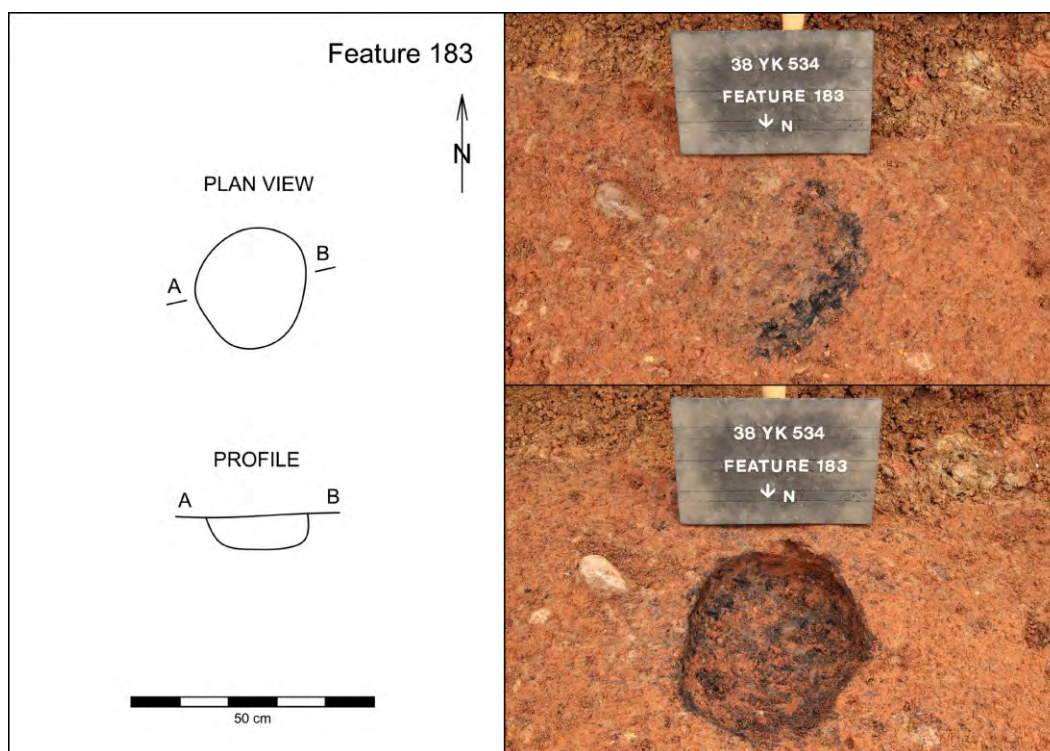 Feature 183
N
PLAN VIEW
A
B
PROFILE
A
B
50 cm
38 YK 534
FEATURE 183
↓ N
38 YK 534
FEATURE 183
↓ N